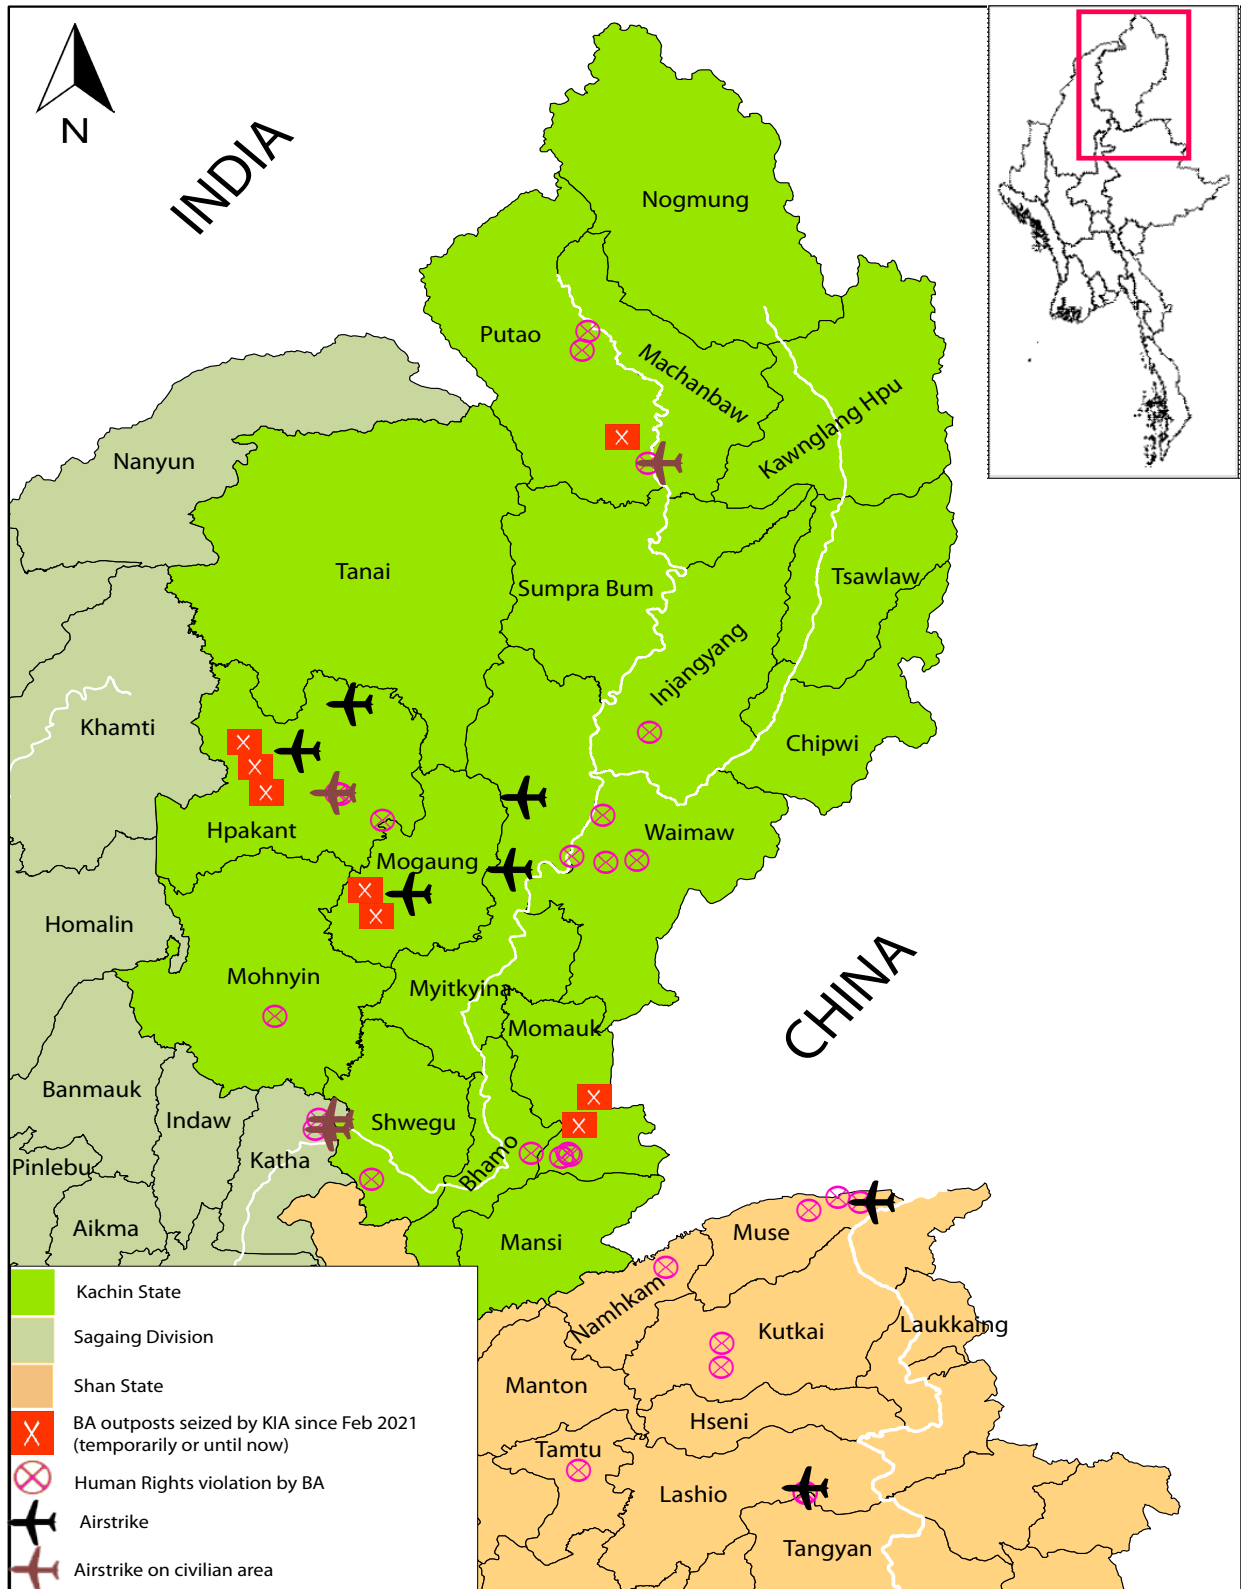 N
INDIA
Nogmung
Putao
Machanbaw
Kawnglang Hpu
Nanyun
Tanai
Sumpra Bum
Tsawlaw
Injangyang
Khamti
Chipwi
Hpakant
Waimaw
Mogaung
Homalin
CHINA
Mohnyin
Myitkyina
Momauk
Banmauk
Indaw
Shwegu
Katha
Bhamo
Pinlebu
Aikma
Mansi
Muse
Namhkam
Kutkai
Laukkaing
Manton
Hseni
Tamtu
Lashio
Tangyan
Kachin State
Sagaing Division
Shan State
BA outposts seized by KIA since Feb 2021
(temporarily or until now)
Human Rights violation by BA
Airstrike
Airstrike on civilian area